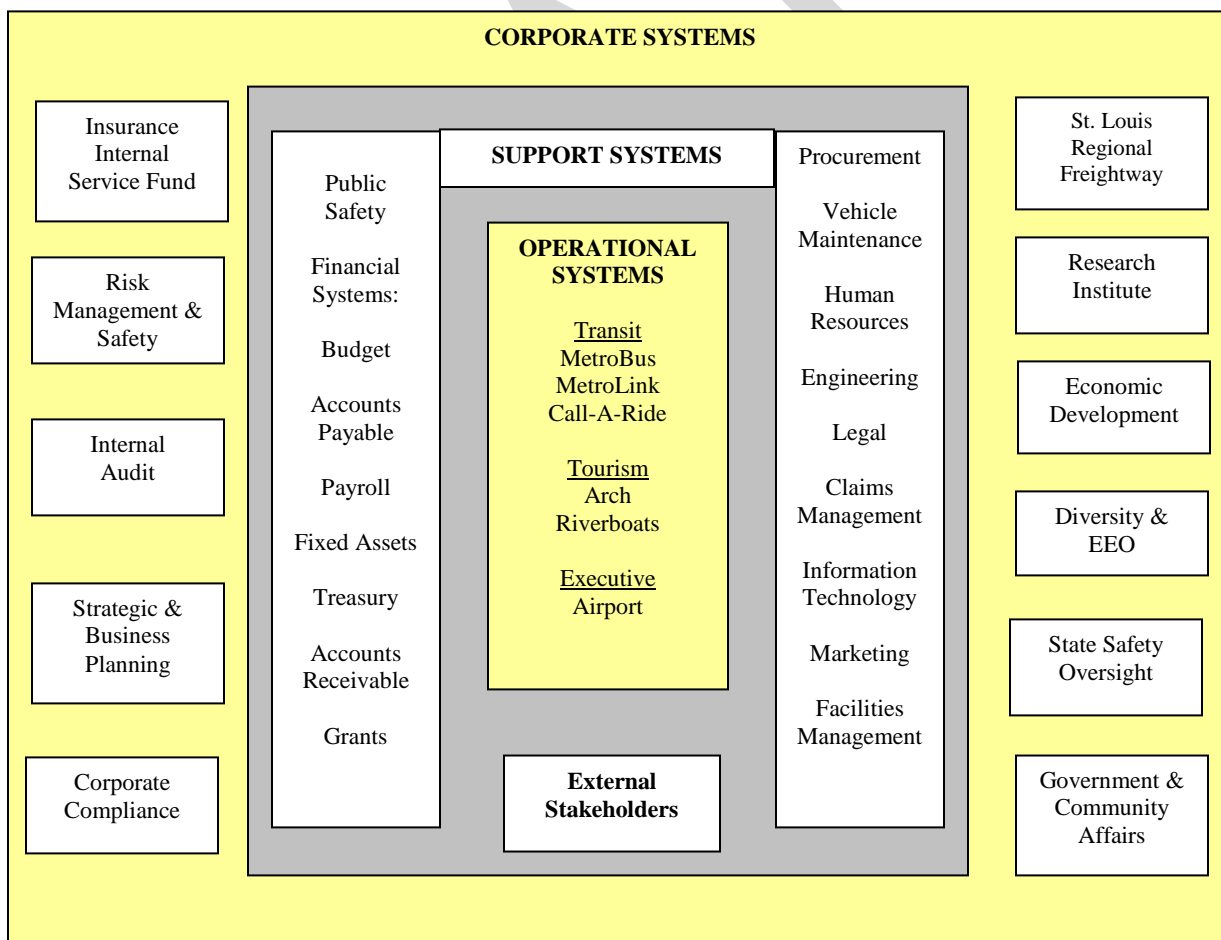 CORPORATE SYSTEMS
Insurance
Internal
Service Fund
Risk
Management &
Safety
Internal
Audit
Strategic &
Business
Planning
Corporate
Compliance
Public
Safety
Financial
Systems:
Budget
Accounts
Payable
Payroll
Fixed Assets
Treasury
Accounts
Receivable
Grants
SUPPORT SYSTEMS
OPERATIONAL
SYSTEMS
Transit
MetroBus
MetroLink
Call-A-Ride
Tourism
Arch
Riverboats
Executive
Airport
External
Stakeholders
Procurement
Vehicle
Maintenance
Human
Resources
Engineering
Legal
Claims
Management
Information
Technology
Marketing
Facilities
Management
St. Louis
Regional
Freightway
Research
Institute
Economic
Development
Diversity &
EEO
State Safety
Oversight
Government &
Community
Affairs